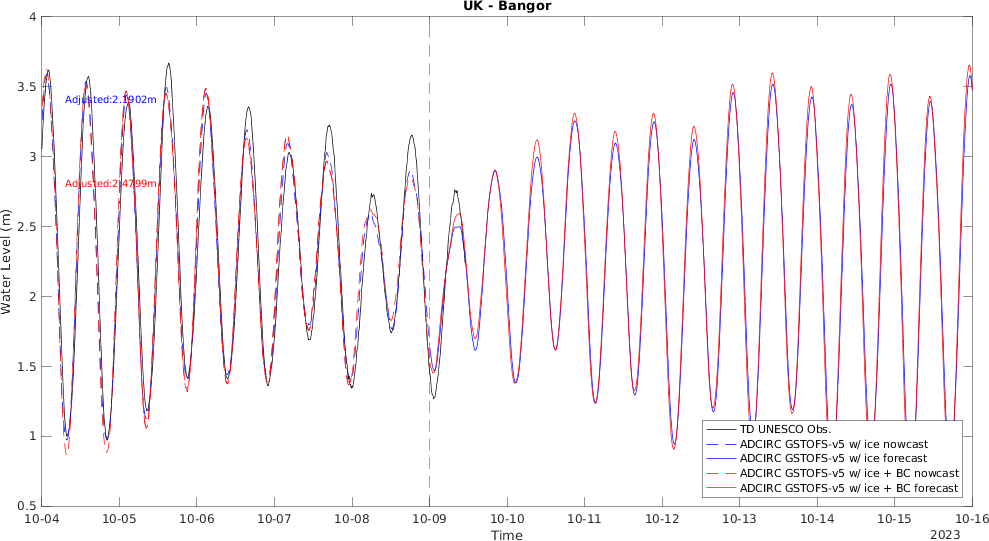 UK - Bangor
4
3.5
3
2.5
2
1.5
1
0.5
Water Level (m)
Adjusted:2.1902m
Adjusted:2.4799m
TD UNESCO Obs.
ADCIRC GSTOFS-v5 w/ ice nowcast
ADCIRC GSTOFS-v5 w/ ice forecast
ADCIRC GSTOFS-v5 w/ ice + BC nowcast
ADCIRC GSTOFS-v5 w/ ice + BC forecast
10-04 10-05 10-06 10-07 10-08 10-09 10-10 10-11 10-12 10-13 10-14 10-15 10-16
Time
2023